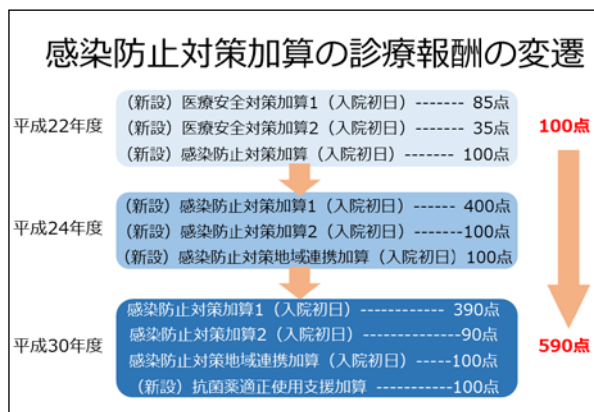 感染防止対策加算の診療報酬の変遷
平成22年度
（新設）医療安全対策加算1（入院初日）------- 85点
（新設）医療安全対策加算2（入院初日）------- 35点
（新設）感染防止対策加算（入院初日）------- 100点
100点
平成24年度
（新設）感染防止対策加算1（入院初日）------ 400点
（新設）感染防止対策加算2（入院初日）-------100点
（新設）感染防止対策地域連携加算（入院初日）100点
平成30年度
感染防止対策加算1（入院初日）------------ 390点
感染防止対策加算2（入院初日）-------------90点
感染防止対策地域連携加算（入院初日）-----100点
（新設）抗菌薬適正使用支援加算 -----------100点
590点